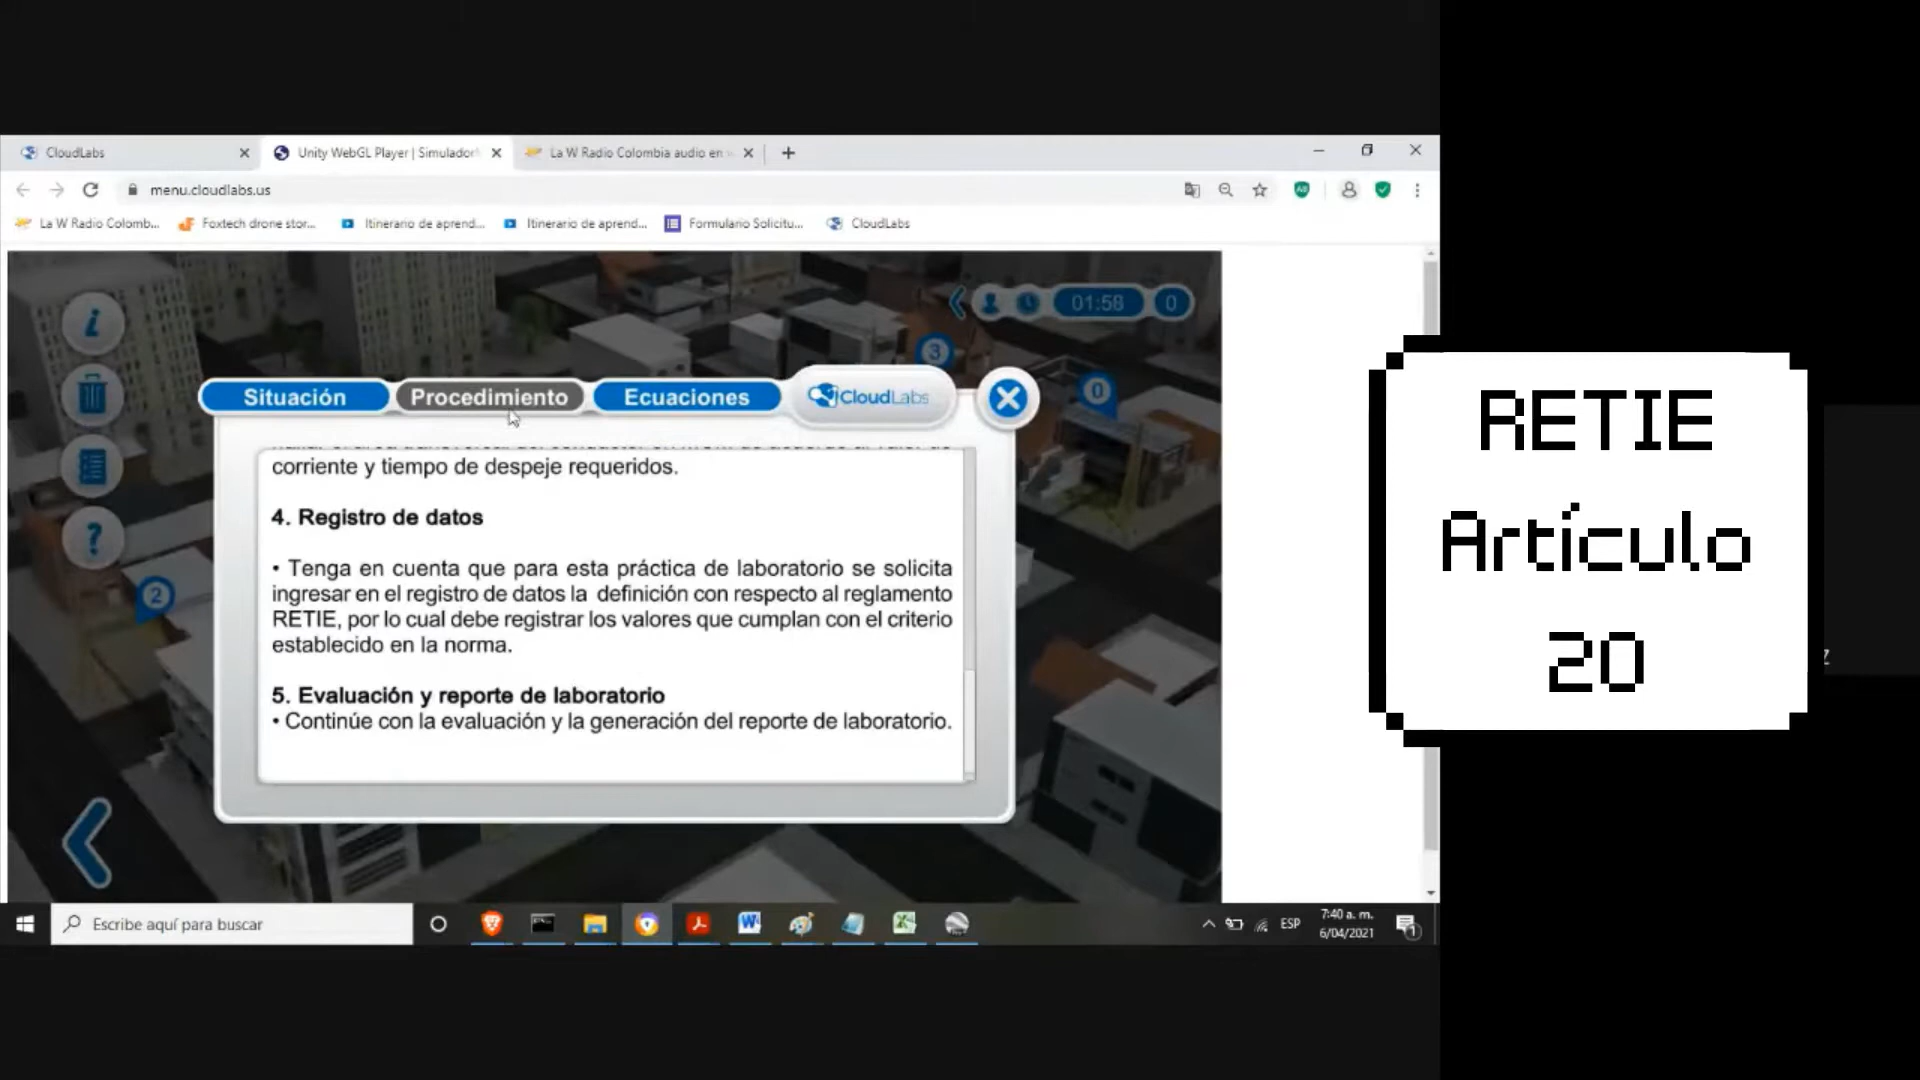 CloudLabs
Unity WebGL Player | Simulador
La W Radio Colombia audio en v
menu.cloudlabs.us
La W Radio Colomb...
Foxtech drone stor...
Itinerario de aprend...
Itinerario de aprend...
Formulario Solicitu...
CloudLabs
01:58
0
3
0
2
Situación
Procedimiento
Ecuaciones
CloudLabs
corriente y tiempo de despeje requeridos.
4. Registro de datos
• Tenga en cuenta que para esta práctica de laboratorio se solicita
ingresar en el registro de datos la definición con respecto al reglamento
RETIE, por lo cual debe registrar los valores que cumplan con el criterio
establecido en la norma.
5. Evaluación y reporte de laboratorio
• Continúe con la evaluación y la generación del reporte de laboratorio.
RETIE
Artículo
20
z
Escribe aquí para buscar
ESP
7:40 a. m.
6/04/2021
1